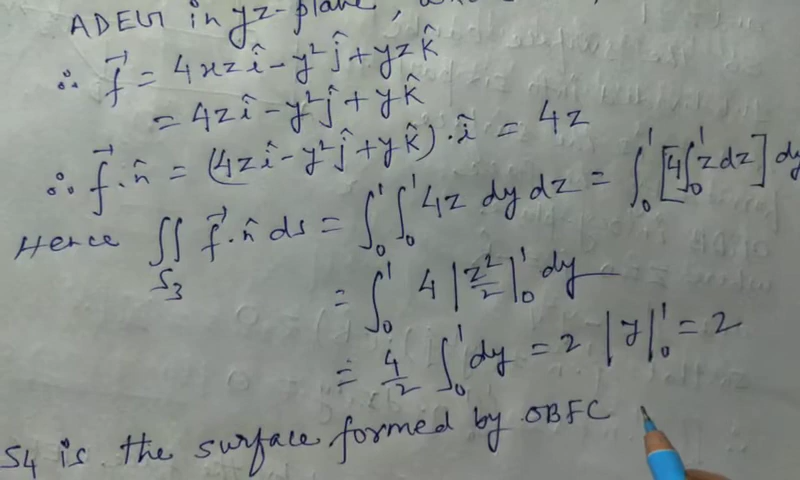 ADEG in yz-plane,
∴ f⃗ = 4xz î - y² ĵ + yz k̂
= 4z î - y² ĵ + y k̂
∴ f⃗ . n̂ = (4z î - y² ĵ + y k̂) . î = 4z
Hence ∬_S₃ f⃗ . n̂ ds = ∫₀¹ ∫₀¹ 4z dy dz = ∫₀¹ [4∫₀¹ z dz] dy
= ∫₀¹ 4 |z²/2|₀¹ dy
= 4/2 ∫₀¹ dy = 2 |y|₀¹ = 2
S4 is the surface formed by OBFC